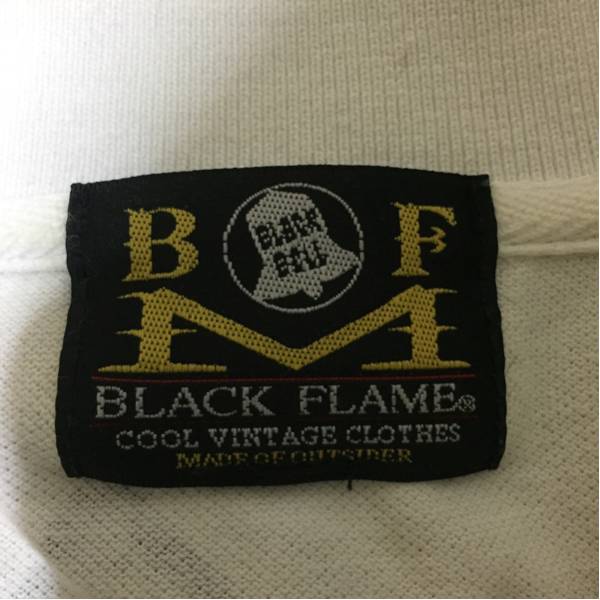 B F
Black
Bell
M
BLACK FLAME®
COOL VINTAGE CLOTHES
MADE OF OUTSIDER